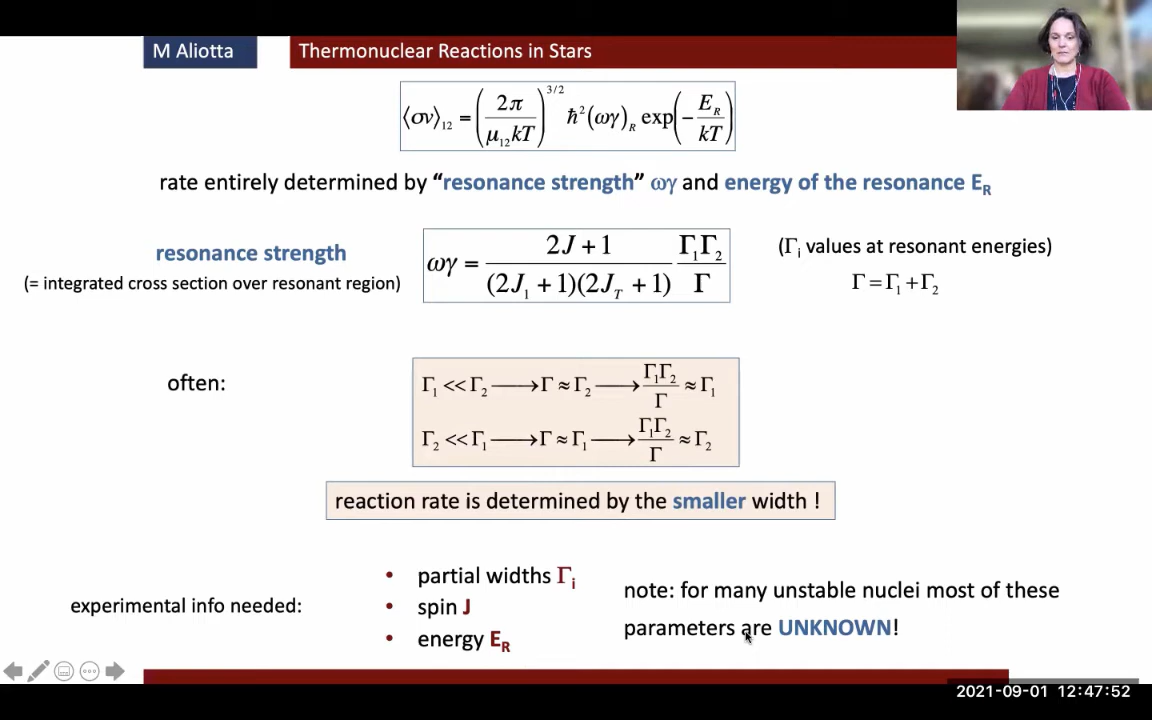 M Aliotta
Thermonuclear Reactions in Stars
⟨σv⟩₁₂ = (2π / μ₁₂kT)^3/2 ℏ² (ωγ)_R exp(− E_R / kT)
rate entirely determined by “resonance strength” ωγ and energy of the resonance E_R
resonance strength
(= integrated cross section over resonant region)
ωγ = (2J + 1) / ((2J₁ + 1)(2J_T + 1)) Γ₁Γ₂ / Γ
(Γᵢ values at resonant energies)
Γ = Γ₁ + Γ₂
often:
Γ₁ << Γ₂ ⟶ Γ ≈ Γ₂ ⟶ Γ₁Γ₂ / Γ ≈ Γ₁
Γ₂ << Γ₁ ⟶ Γ ≈ Γ₁ ⟶ Γ₁Γ₂ / Γ ≈ Γ₂
reaction rate is determined by the smaller width !
experimental info needed:
• partial widths Γᵢ
• spin J
• energy E_R
note: for many unstable nuclei most of these
parameters are UNKNOWN!
2021-09-01 12:47:52